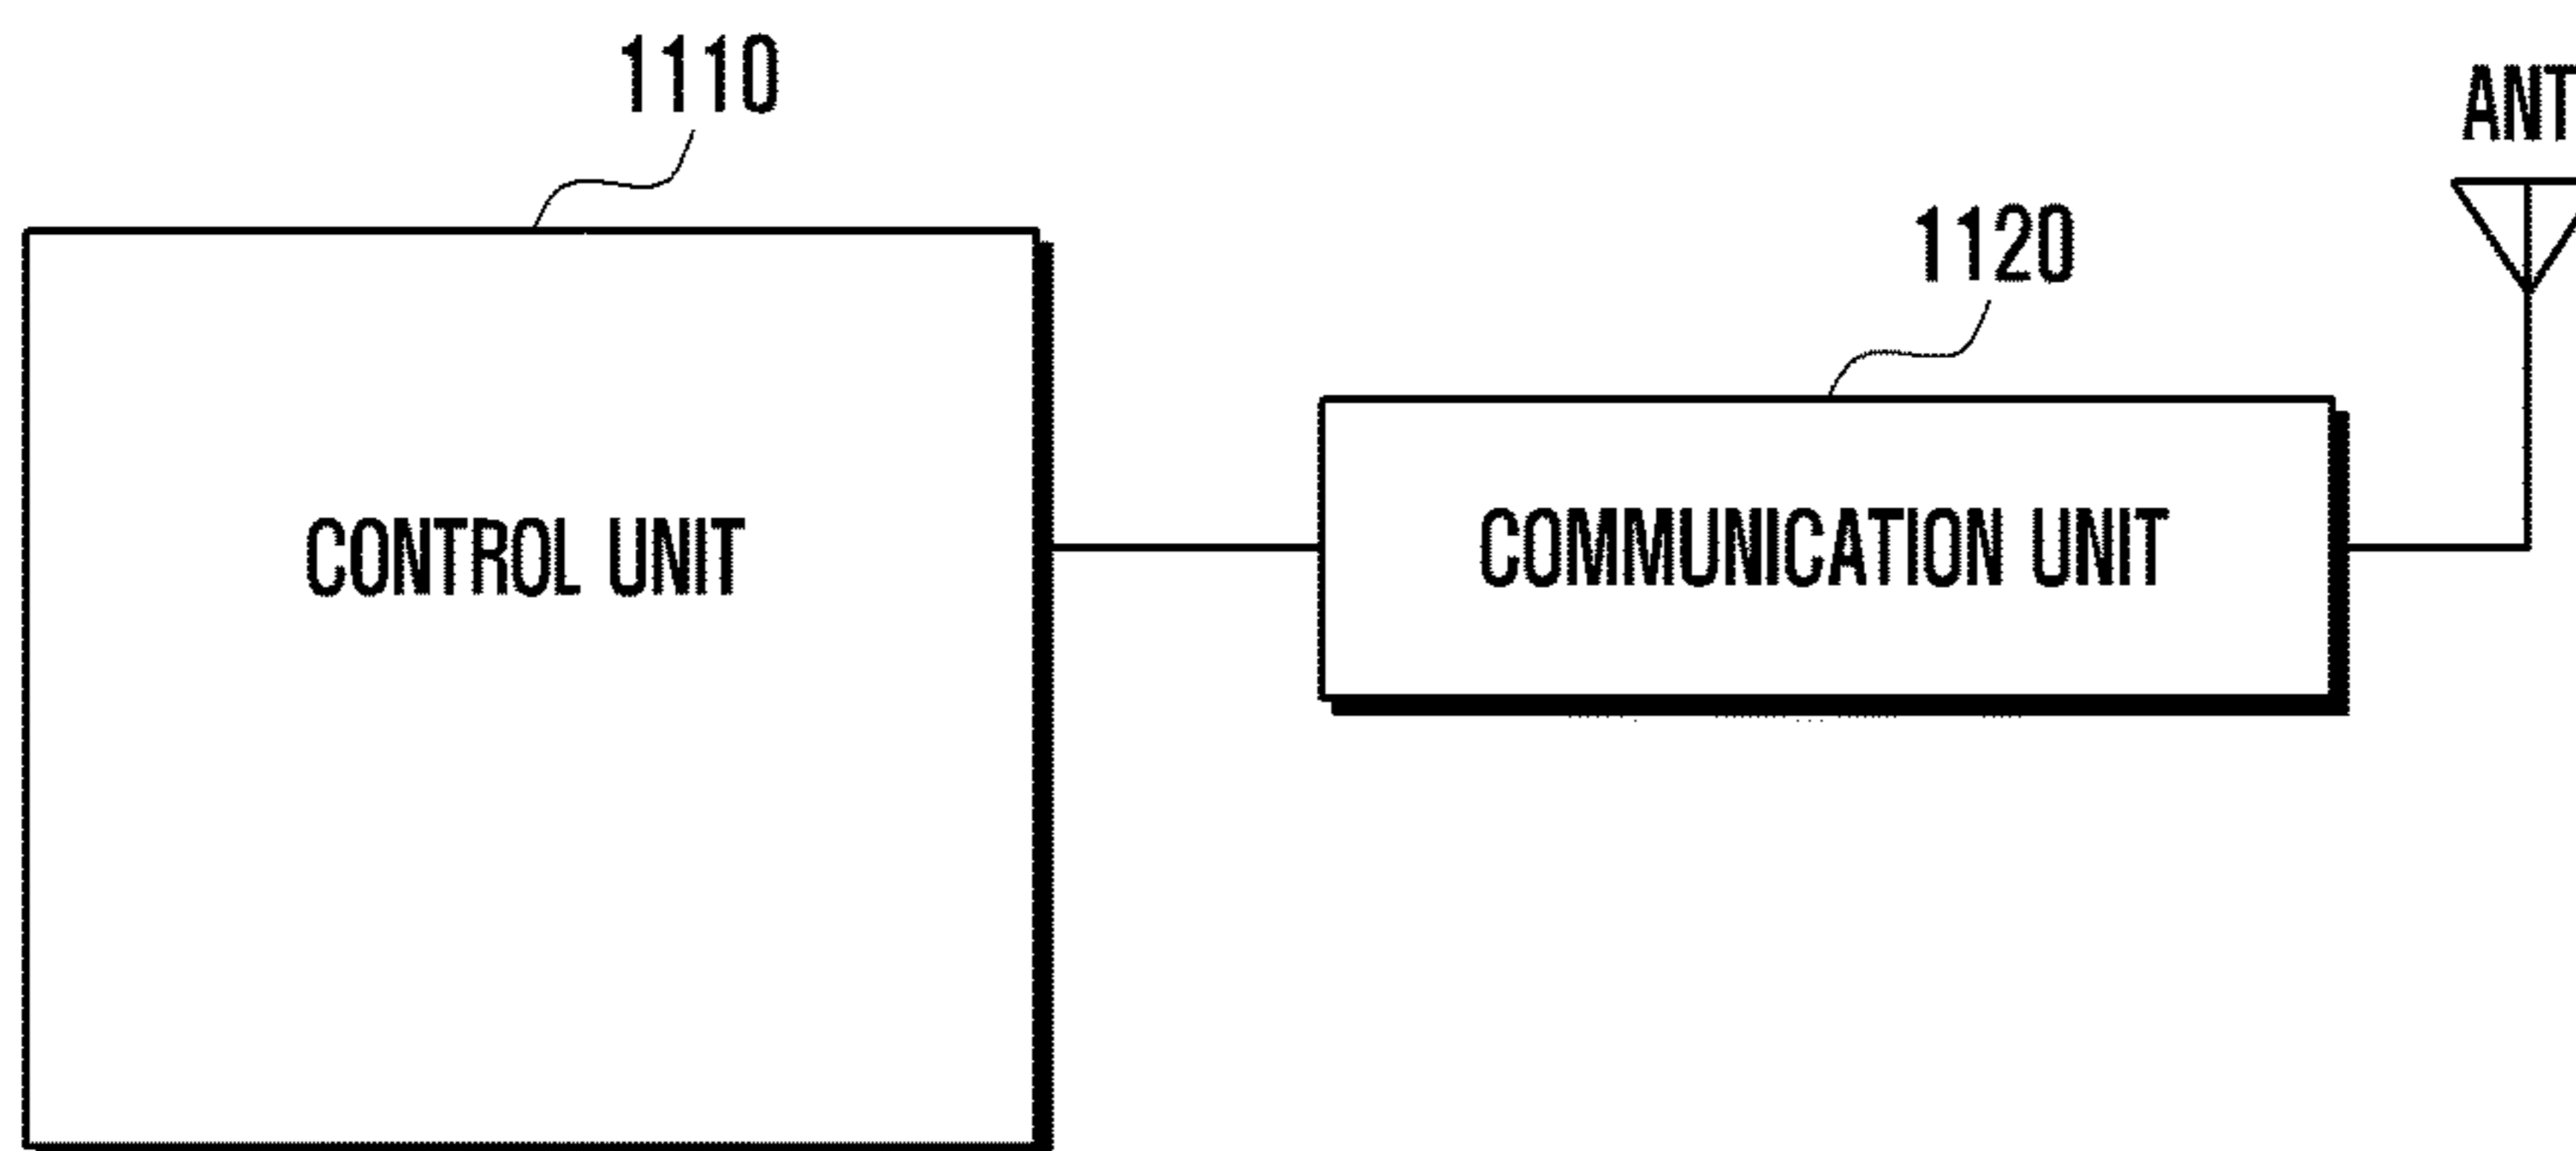 1110
ANT
1120
CONTROL UNIT
COMMUNICATION UNIT